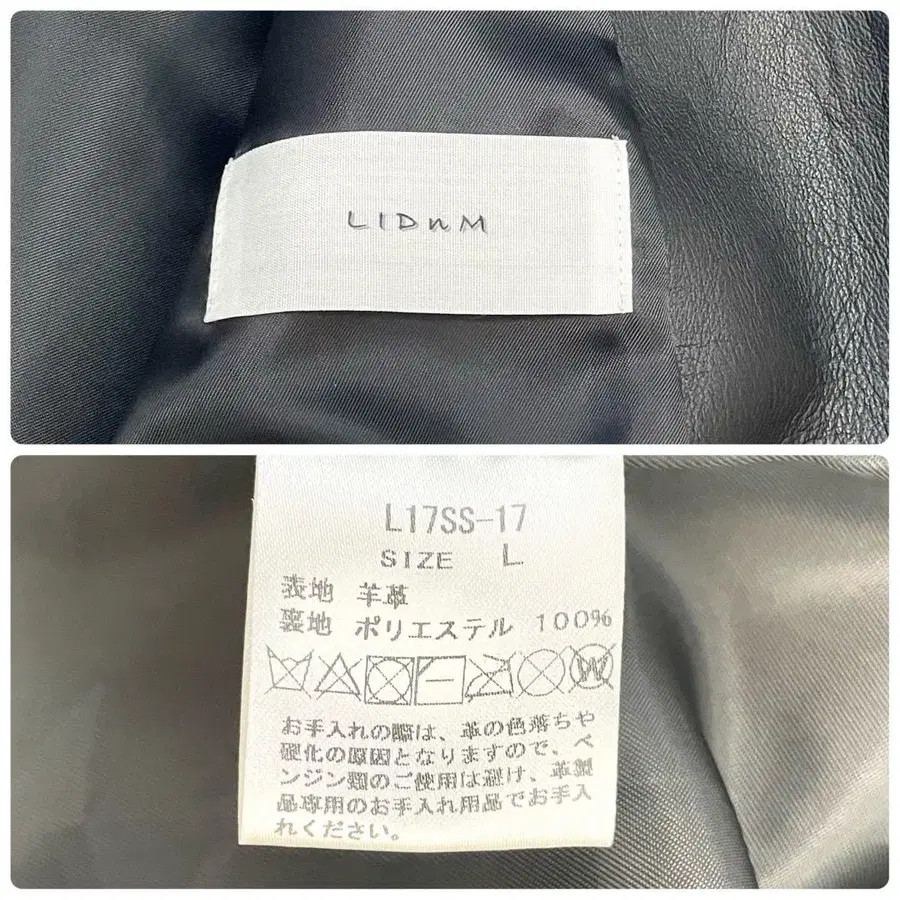 LIDnM
L17SS-17
SIZE L
表地 羊革
裏地 ポリエステル 100%
お手入れの際は、革の色落ちや
硬化の原因となりますので、ベ
ンジン類のご使用は避け、革製
品専用のお手入れ用品でお手入
れください。